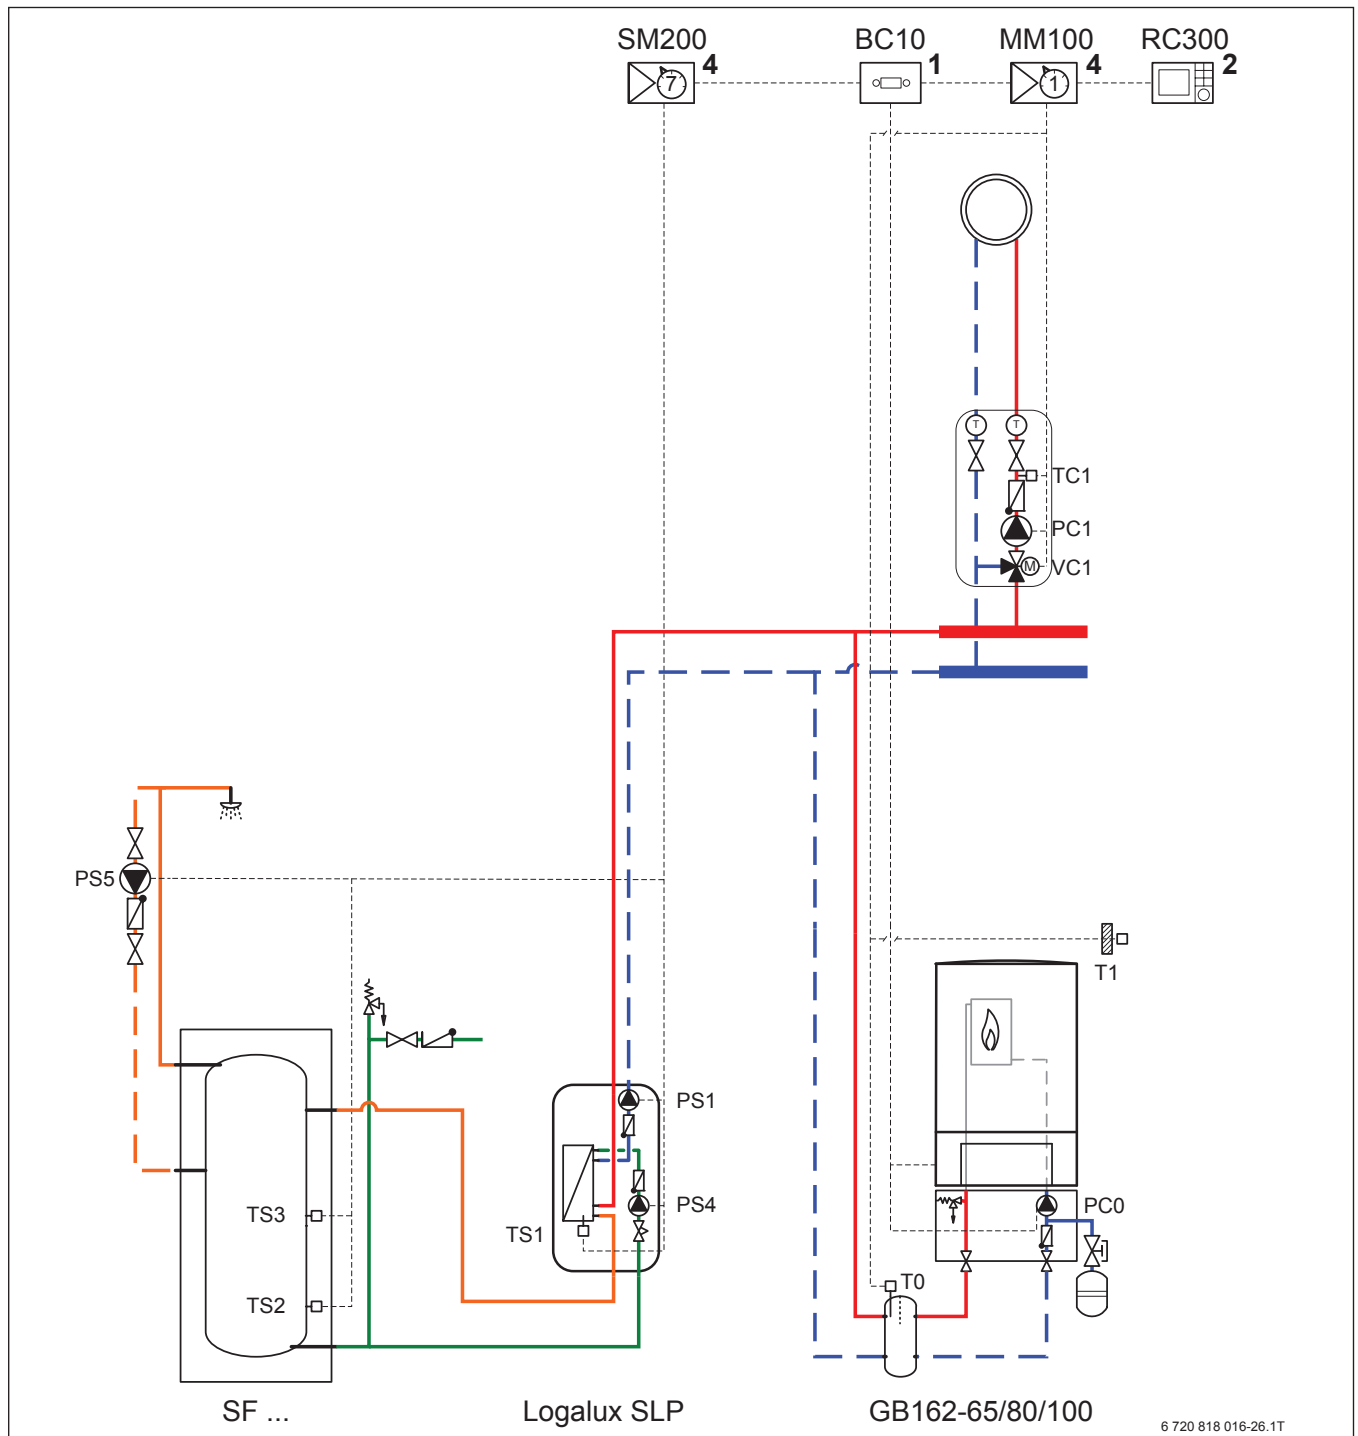 SM200 BC10 MM100 RC300
4 1 4 2
7 1
T T
TC1
PC1
M VC1
PS5
T1
PS1
TS3 PS4 PC0
TS1
TS2 T0
SF ... Logalux SLP GB162-65/80/100
6 720 818 016-26.1T